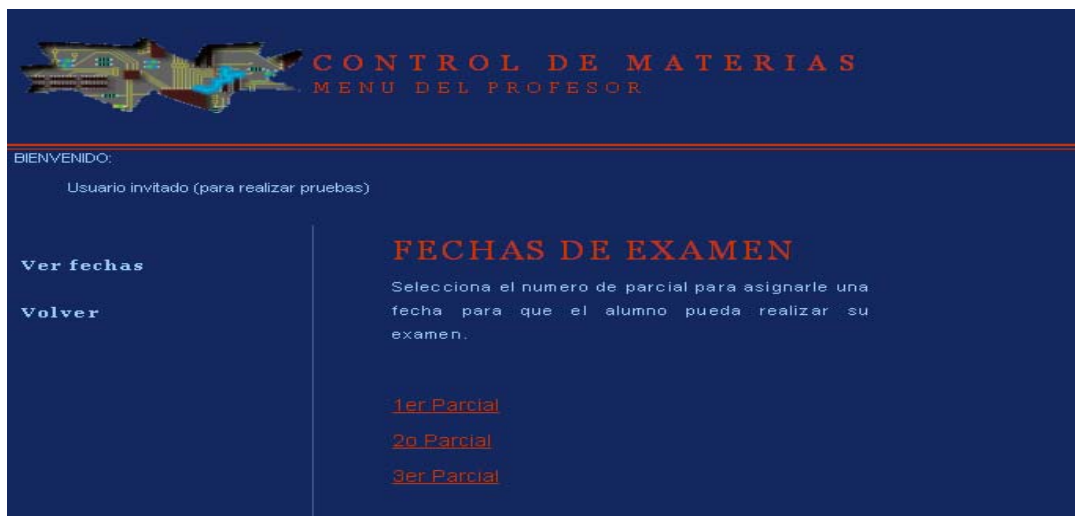 CONTROL DE MATERIAS
MENU DEL PROFESOR
BIENVENIDO:
Usuario invitado (para realizar pruebas)
Ver fechas
Volver
FECHAS DE EXAMEN
Selecciona el numero de parcial para asignarle una
fecha para que el alumno pueda realizar su
examen.
1er Parcial
2o Parcial
3er Parcial